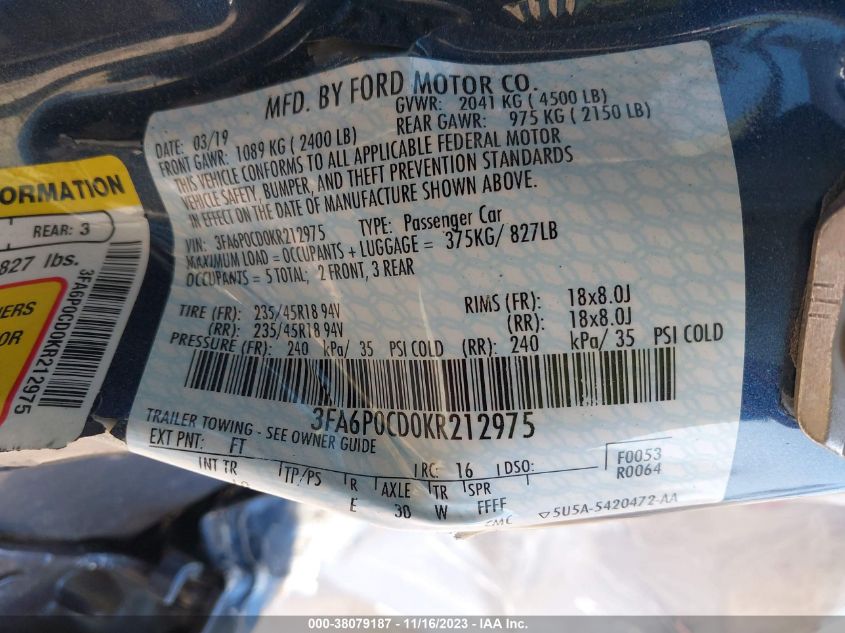 MFD. BY FORD MOTOR CO.
DATE: 03/19 GVWR: 2041 KG ( 4500 LB)
FRONT GAWR: 1089 KG ( 2400 LB) REAR GAWR: 975 KG ( 2150 LB)
THIS VEHICLE CONFORMS TO ALL APPLICABLE FEDERAL MOTOR
VEHICLE SAFETY, BUMPER, AND THEFT PREVENTION STANDARDS
IN EFFECT ON THE DATE OF MANUFACTURE SHOWN ABOVE.
VIN: 3FA6P0CD0KR212975 TYPE: Passenger Car
MAXIMUM LOAD = OCCUPANTS + LUGGAGE = 375KG/ 827LB
OCCUPANTS = 5 TOTAL; 2 FRONT, 3 REAR
TIRE (FR): 235/45R18 94V RIMS (FR): 18x8.0J
(RR): 235/45R18 94V (RR): 18x8.0J
PRESSURE (FR): 240 kPa/ 35 PSI COLD (RR): 240 kPa/ 35 PSI COLD
3FA6P0CD0KR212975
TRAILER TOWING - SEE OWNER GUIDE
EXT PNT: FT RC: 16 DSO: F0053
R0064
INT TR TP/PS R AXLE TR SPR
E 30 W FFFF
5U5A-5420472-AA
ORMATION
REAR: 3
827 lbs.
3FA6P0CD0KR212975
OR
000-38079187 - 11/16/2023 - IAA Inc.